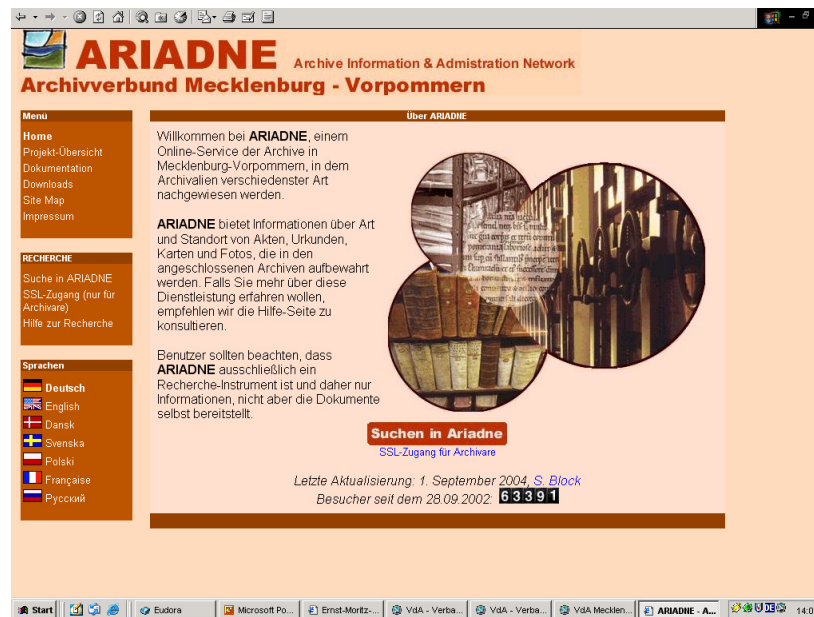 ARIADNE Archive Information & Admistration Network
Archivverbund Mecklenburg - Vorpommern
Menü
Home
Projekt-Übersicht
Dokumentation
Downloads
Site Map
Impressum
RECHERCHE
Suche in ARIADNE
SSL-Zugang (nur für
Archivare)
Hilfe zur Recherche
Sprachen
Deutsch
English
Dansk
Svenska
Polski
Française
Русский
Über ARIADNE
Willkommen bei ARIADNE, einem
Online-Service der Archive in
Mecklenburg-Vorpommern, in dem
Archivalien verschiedenster Art
nachgewiesen werden.
ARIADNE bietet Informationen über Art
und Standort von Akten, Urkunden,
Karten und Fotos, die in den
angeschlossenen Archiven aufbewahrt
werden. Falls Sie mehr über diese
Dienstleistung erfahren wollen,
empfehlen wir die Hilfe-Seite zu
konsultieren.
Benutzer sollten beachten, dass
ARIADNE ausschließlich ein
Recherche-Instrument ist und daher nur
Informationen, nicht aber die Dokumente
selbst bereitstellt.
Suchen in Ariadne
SSL-Zugang für Archivare
Letzte Aktualisierung: 1. September 2004, S. Block
Besucher seit dem 28.09.2002: 63391
Start Eudora Microsoft Po... Ernst-Moritz-... VdA - Verba... VdA - Verba... VdA Mecklen... ARIADNE - A... DE 14:0